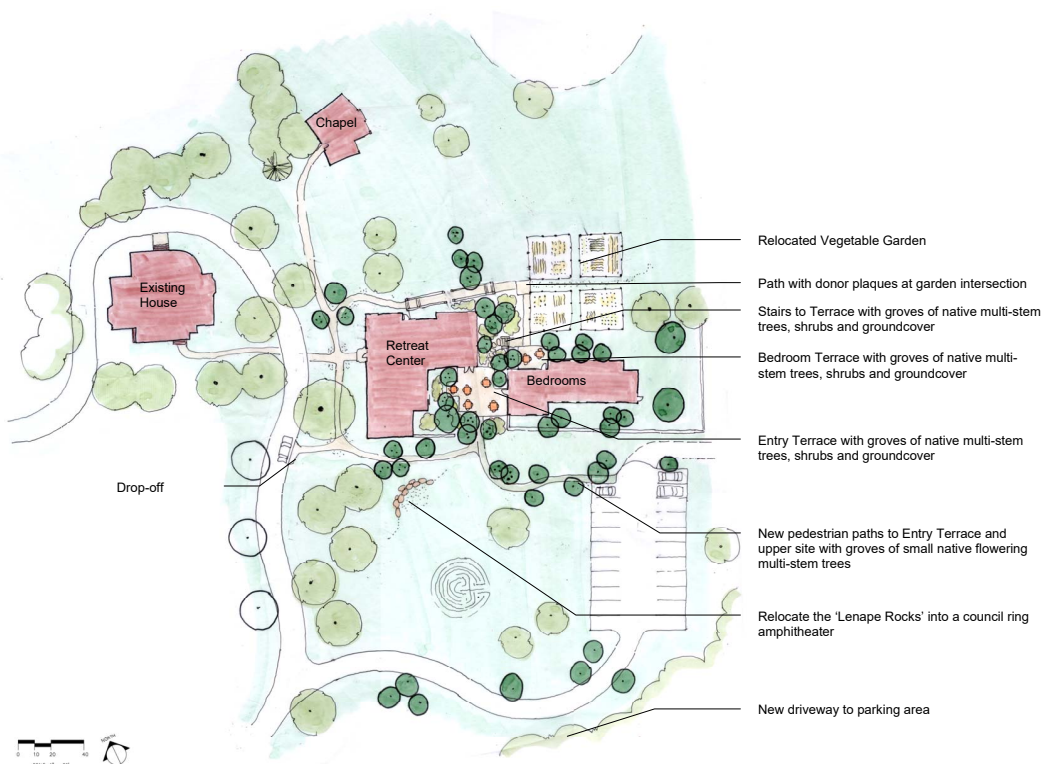 Chapel
Relocated Vegetable Garden
Path with donor plaques at garden intersection
Existing
House
Stairs to Terrace with groves of native multi-stem
trees, shrubs and groundcover
Retreat
Center
Bedroom Terrace with groves of native multi-
stem trees, shrubs and groundcover
Bedrooms
Entry Terrace with groves of native multi-stem
trees, shrubs and groundcover
Drop-off
New pedestrian paths to Entry Terrace and
upper site with groves of small native flowering
multi-stem trees
Relocate the ‘Lenape Rocks’ into a council ring
amphitheater
New driveway to parking area
NORTH
0 10 20 40